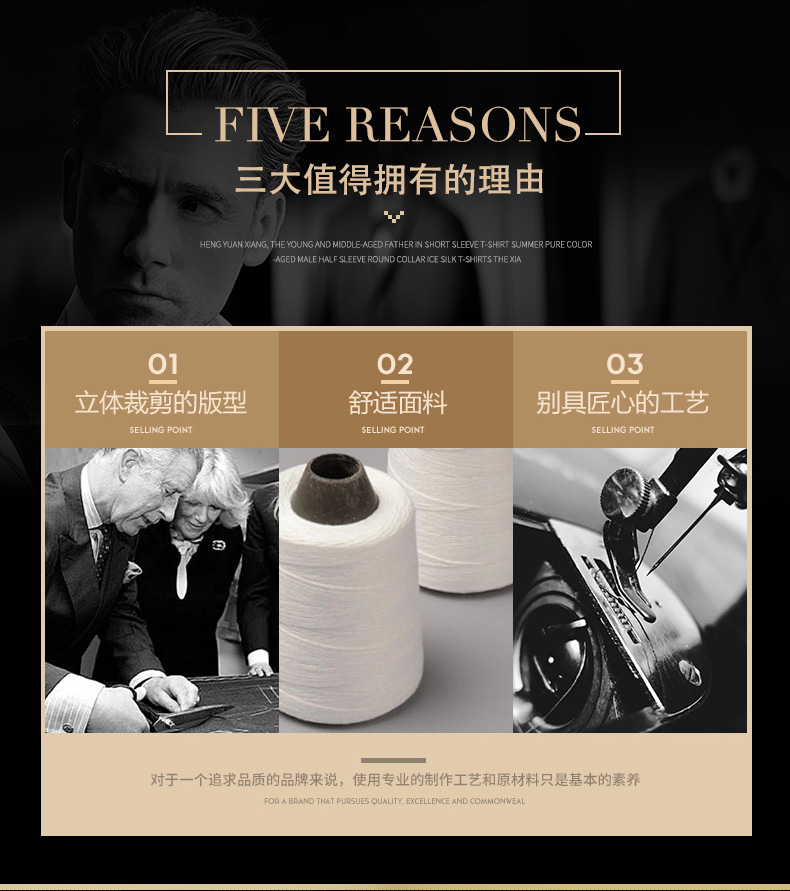 FIVE REASONS
三大值得拥有的理由
HENG YUAN XIANG, THE YOUNG AND MIDDLE-AGED FATHER IN SHORT SLEEVE T-SHIRT SUMMER PURE COLOR
-AGED MALE HALF SLEEVE ROUND COLLAR ICE SILK T-SHIRTS THE XIA
01
立体裁剪的版型
SELLING POINT
02
舒适面料
SELLING POINT
03
别具匠心的工艺
SELLING POINT
对于一个追求品质的品牌来说，使用专业的制作工艺和原材料只是基本的素养
FOR A BRAND THAT PURSUES QUALITY, EXCELLENCE AND COMMONWEAL